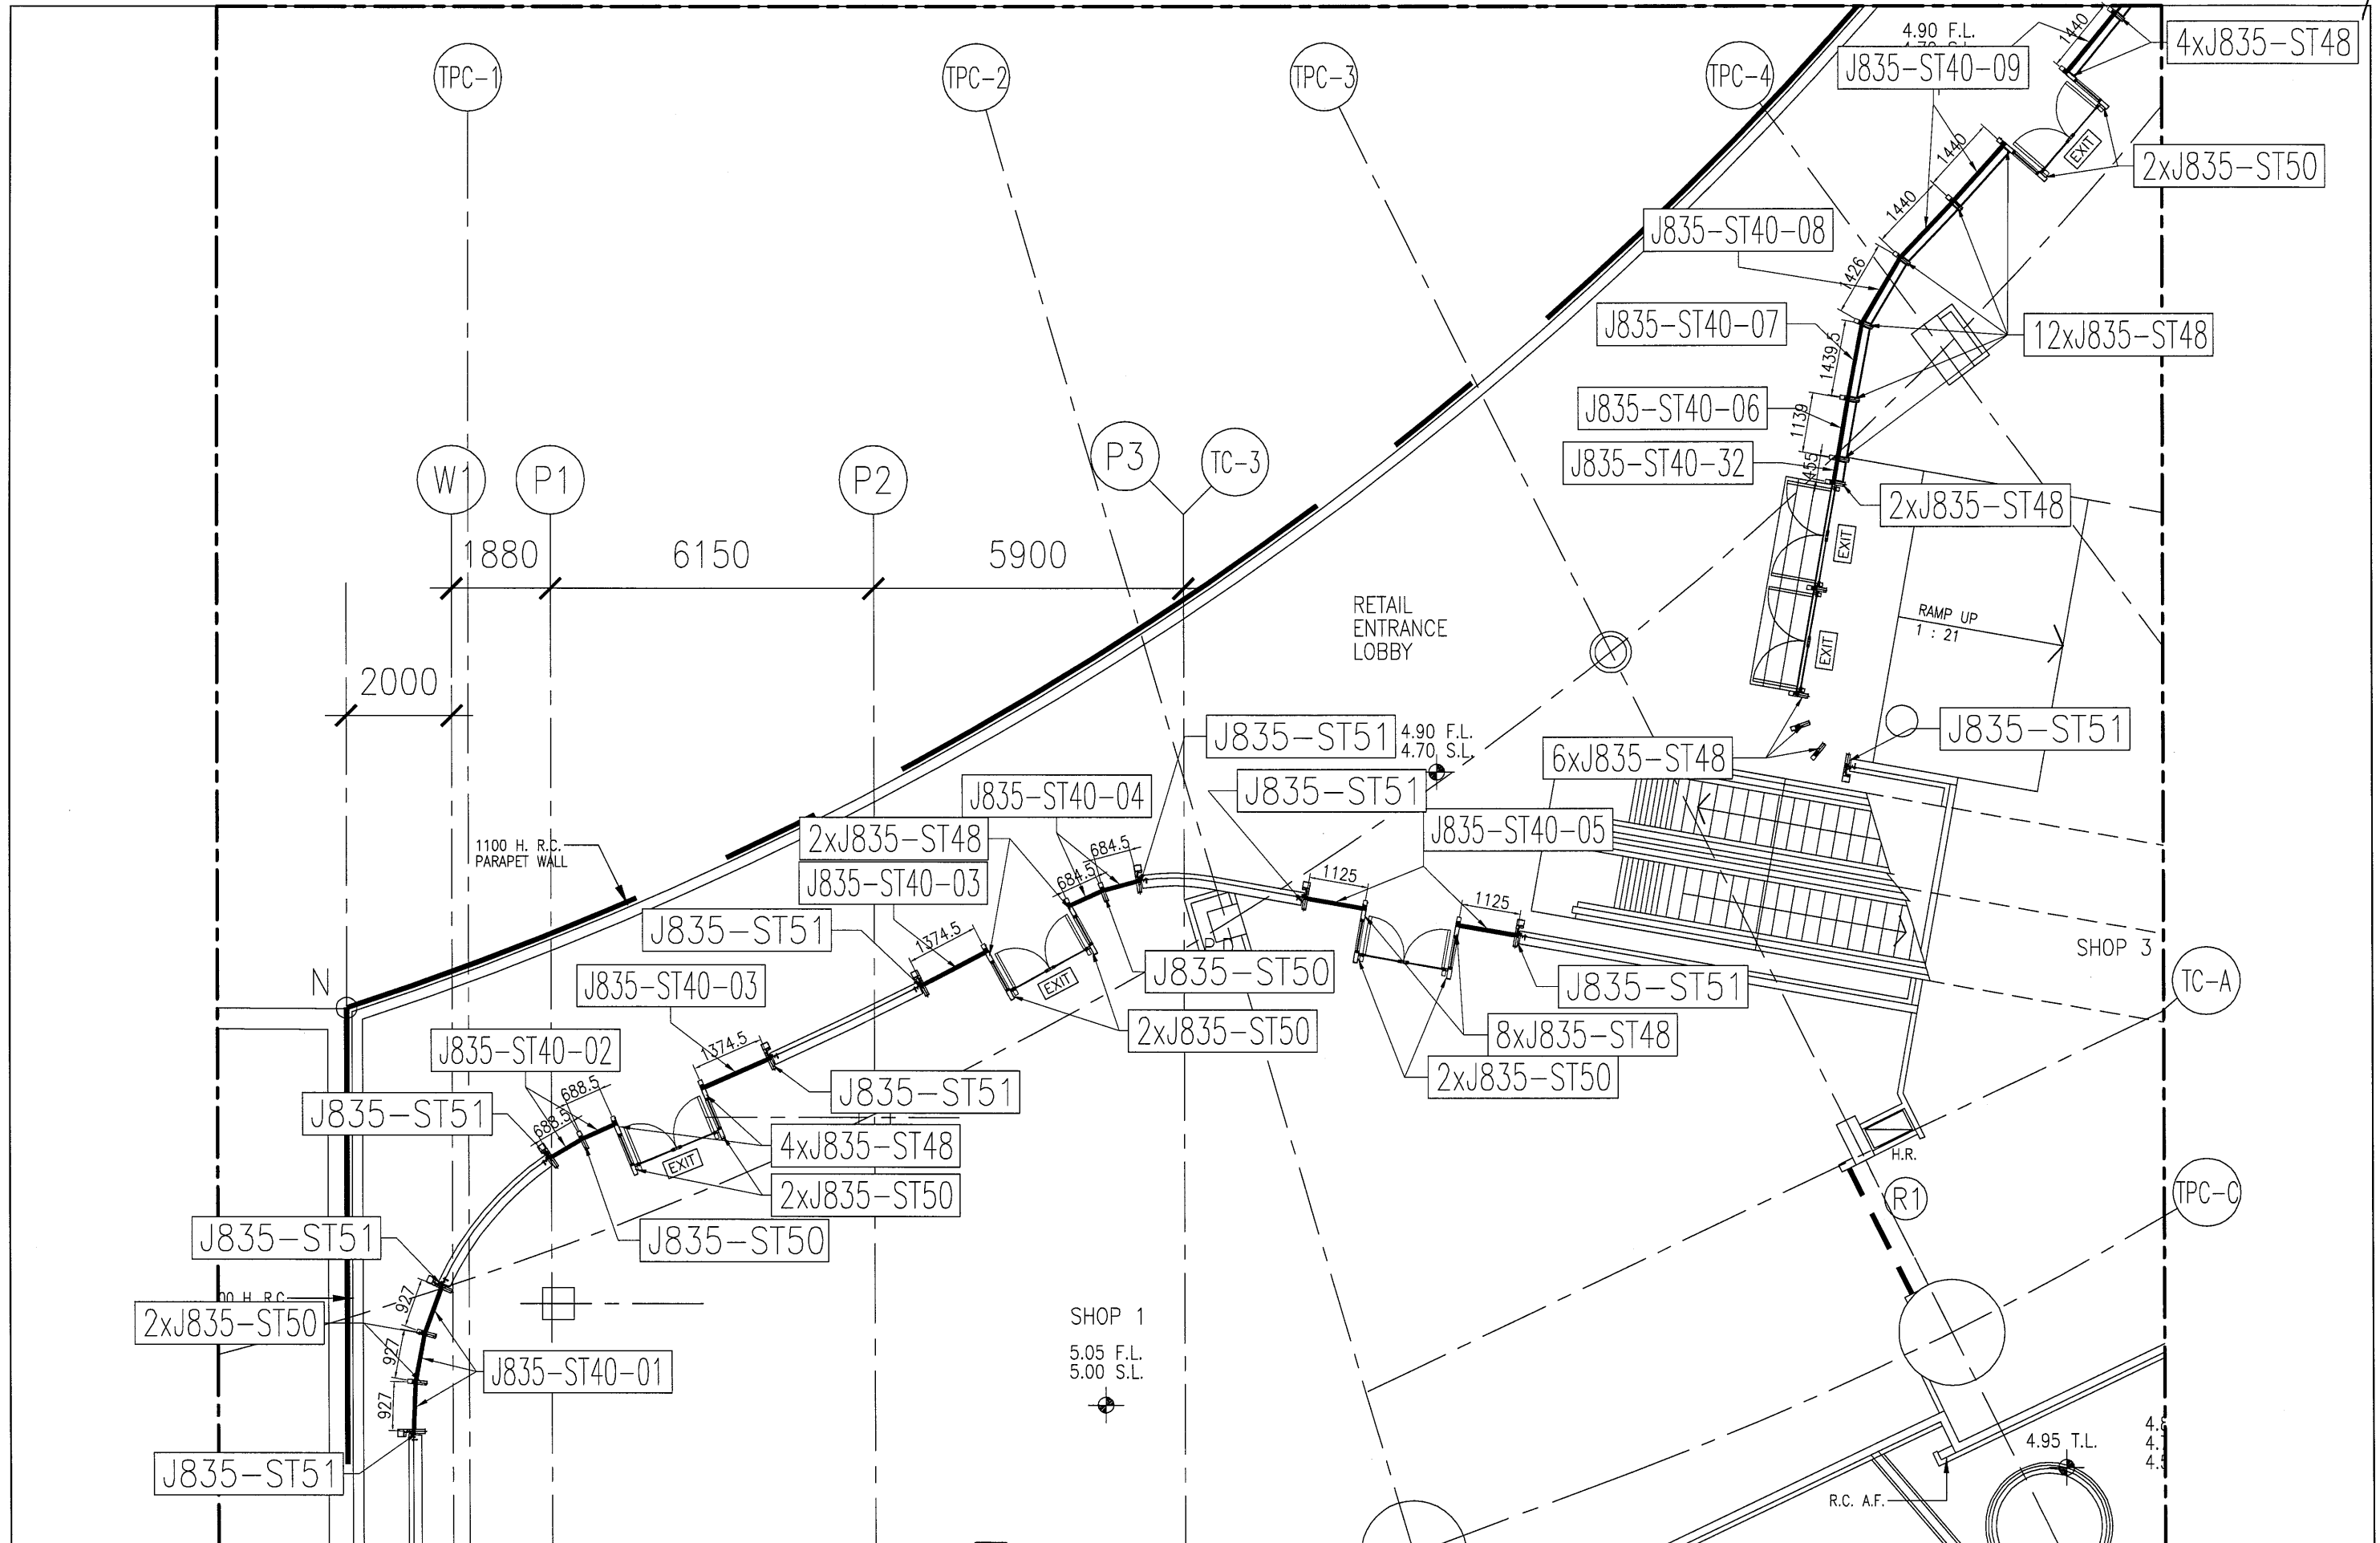 4.90 F.L.
1440
4xJ835-ST48
TPC-1
TPC-2
TPC-3
TPC-4
J835-ST40-09
1440
EXIT
2xJ835-ST50
1440
J835-ST40-08
1426
J835-ST40-07
12xJ835-ST48
1439.5
J835-ST40-06
1139
W1
P1
P2
P3
TC-3
J835-ST40-32
455
2xJ835-ST48
1880
6150
5900
EXIT
RETAIL
ENTRANCE
LOBBY
RAMP UP
1 : 21
EXIT
2000
J835-ST51
4.90 F.L.
4.70 S.L.
J835-ST51
6xJ835-ST48
J835-ST40-04
J835-ST51
2xJ835-ST48
J835-ST40-05
1100 H. R.C.
PARAPET WALL
684.5
684.5
J835-ST40-03
1125
1125
J835-ST51
1374.5
P.D
SHOP 3
N
J835-ST40-03
EXIT
J835-ST50
J835-ST51
TC-A
2xJ835-ST50
8xJ835-ST48
J835-ST40-02
1374.5
2xJ835-ST50
J835-ST51
J835-ST51
688.5
688.5
4xJ835-ST48
EXIT
H.R.
2xJ835-ST50
R1
TPC-C
J835-ST51
J835-ST50
00 H. R.C.
927
2xJ835-ST50
SHOP 1
927
5.05 F.L.
5.00 S.L.
J835-ST40-01
927
J835-ST51
4.95 T.L.
R.C. A.F.